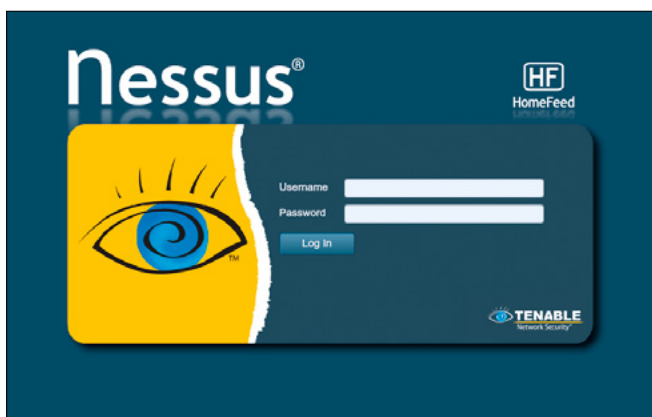 Nessus®
HF
HomeFeed
Username
Password
Log In
TM
TENABLE
Network Security®